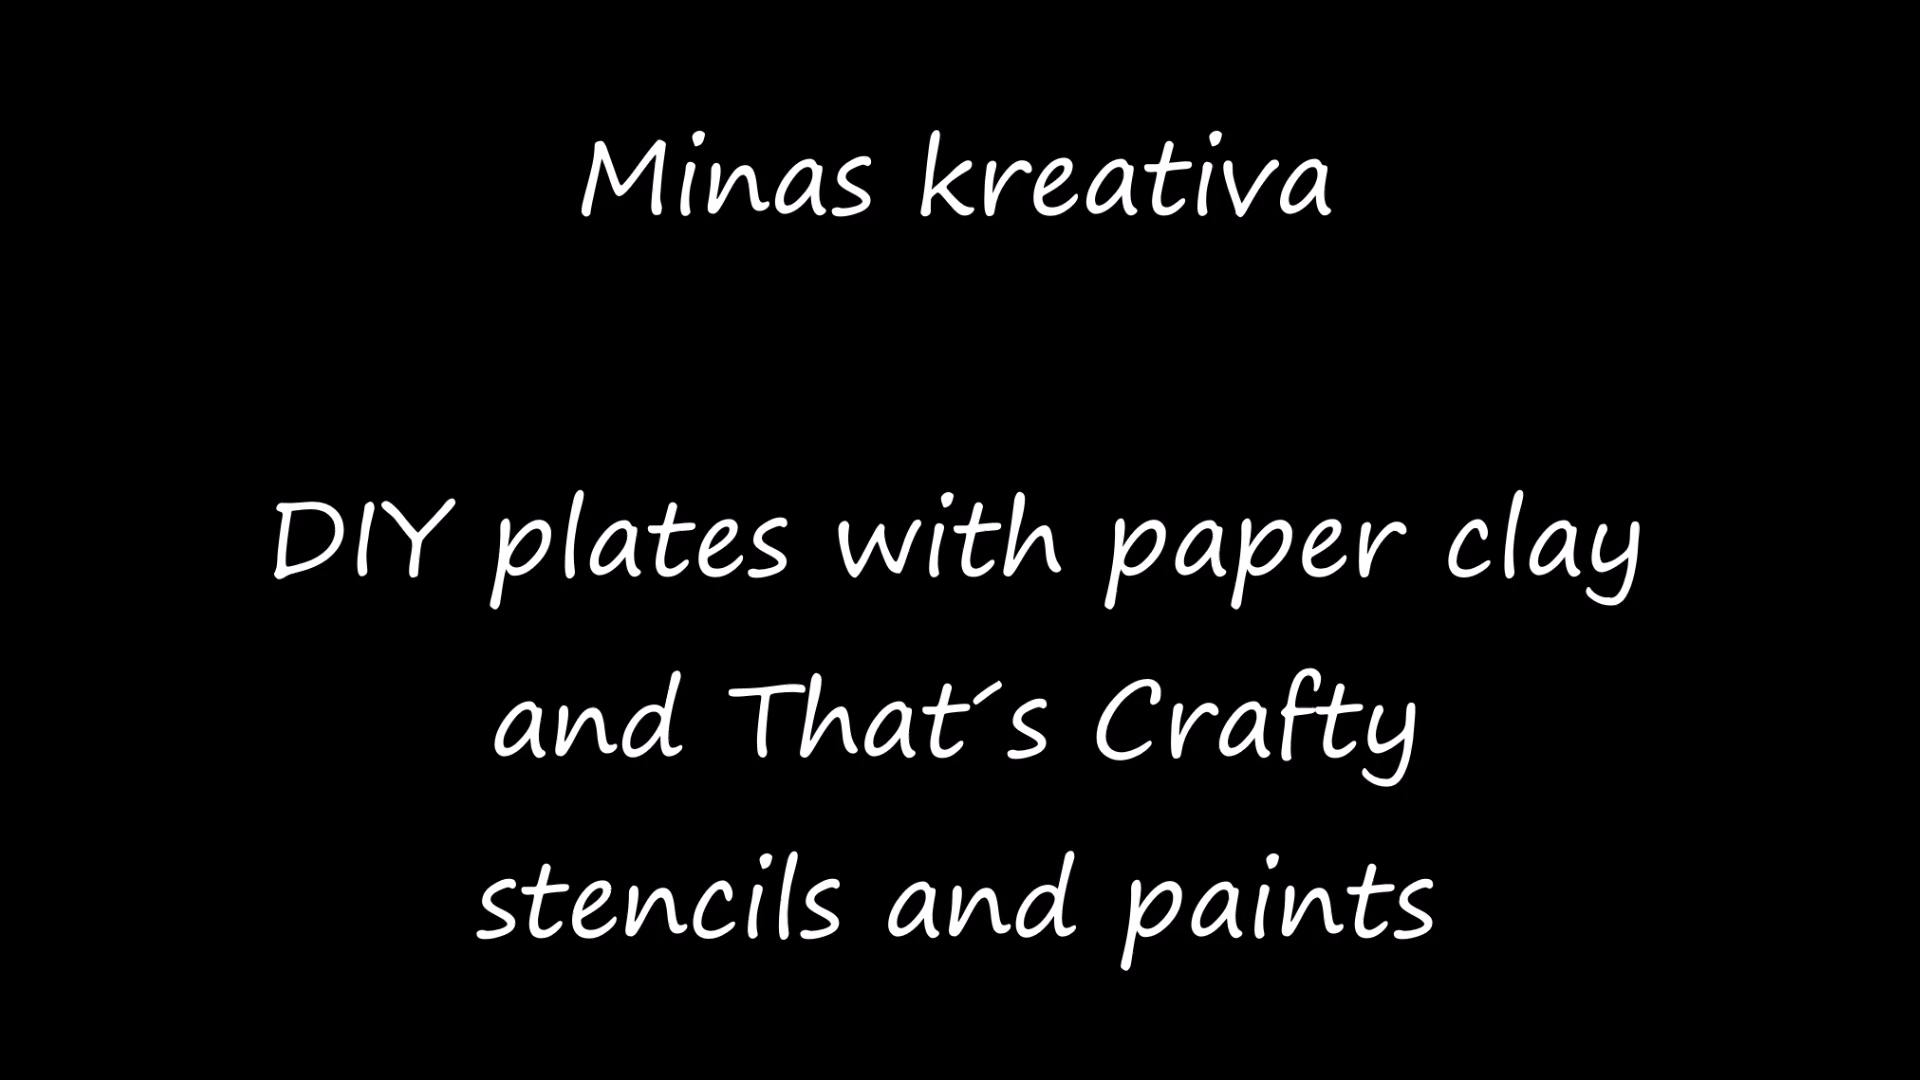 Minas kreativa
DIY plates with paper clay
and That´s Crafty
stencils and paints